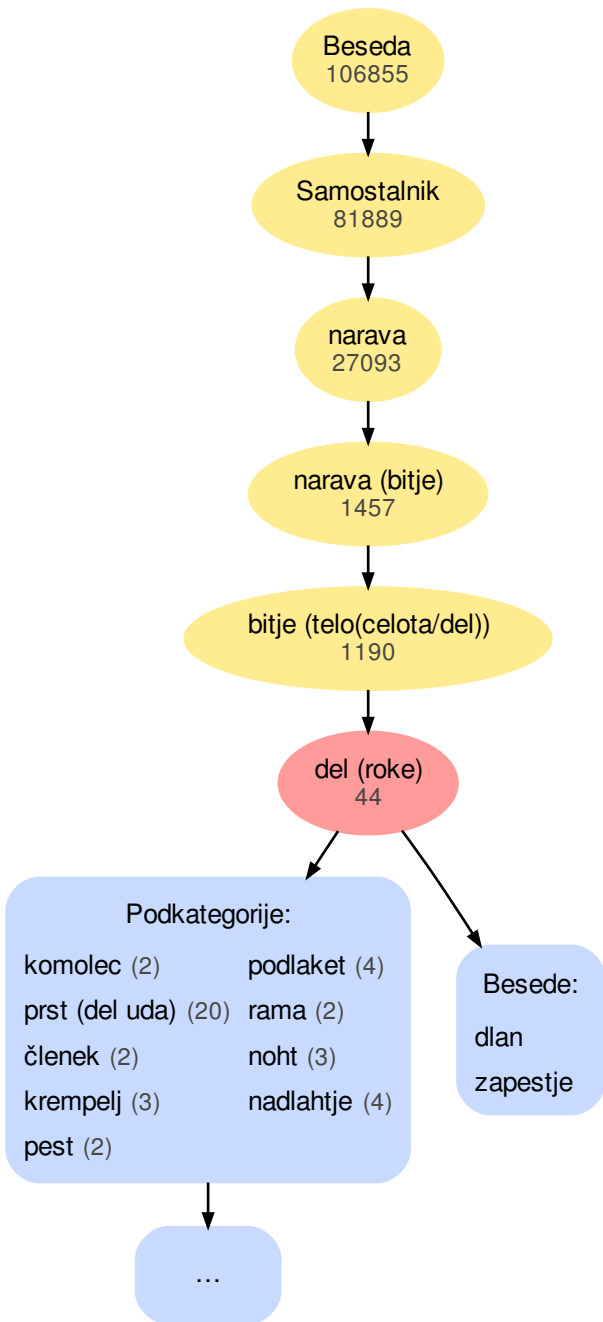 Beseda
106855
Samostalnik
81889
narava
27093
narava (bitje)
1457
bitje (telo(celota/del))
1190
del (roke)
44
Podkategorije:
komolec (2) podlaket (4)
prst (del uda) (20) rama (2)
členek (2) noht (3)
krempelj (3) nadlahtje (4)
pest (2)
Besede:
dlan
zapestje
…